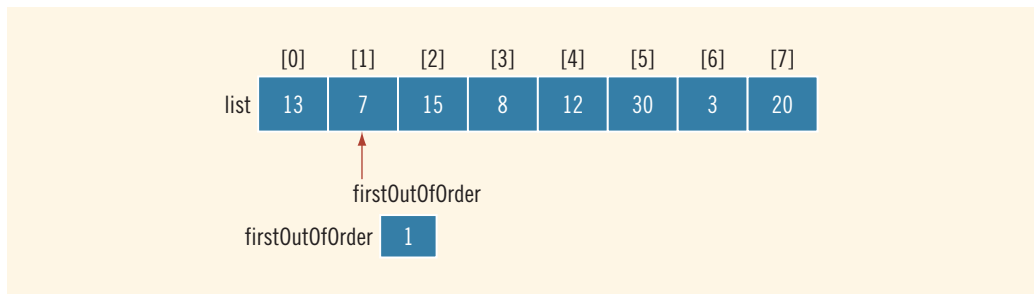 [0] [1] [2] [3] [4] [5] [6] [7]
list 13 7 15 8 12 30 3 20
firstOutOfOrder
firstOutOfOrder 1